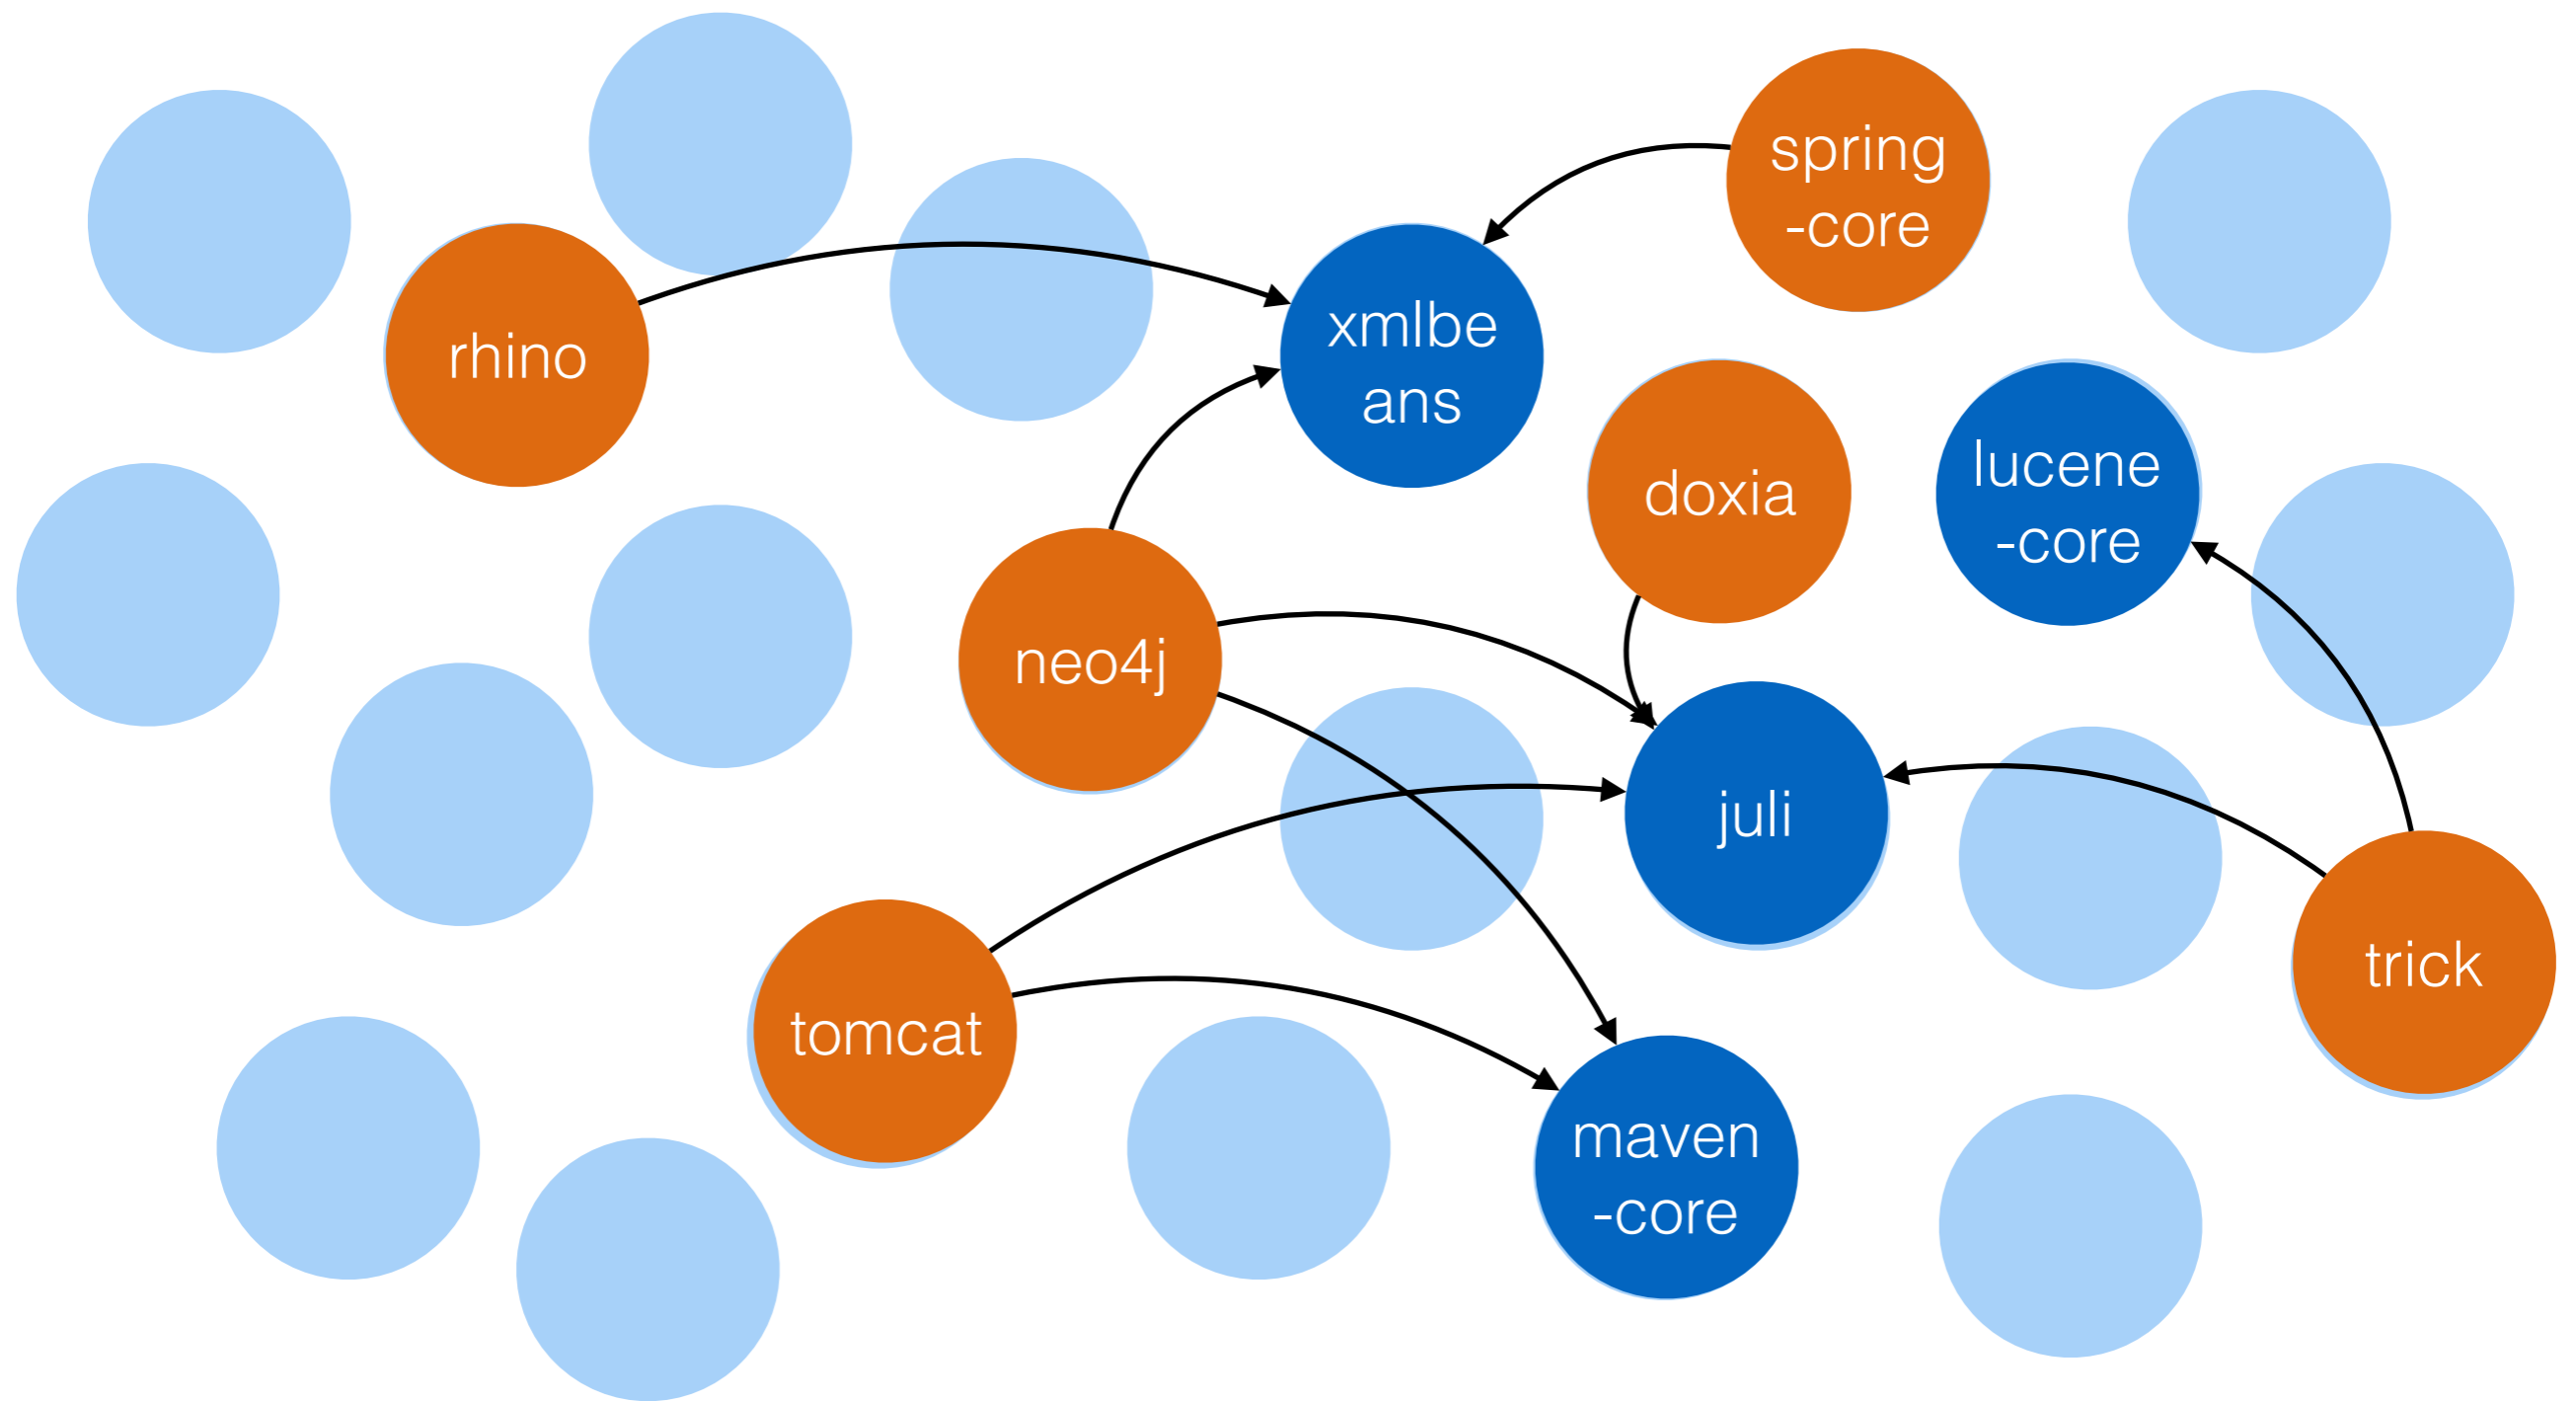 spring
-core
rhino
xmlbe
ans
doxia
lucene
-core
neo4j
juli
trick
tomcat
maven
-core